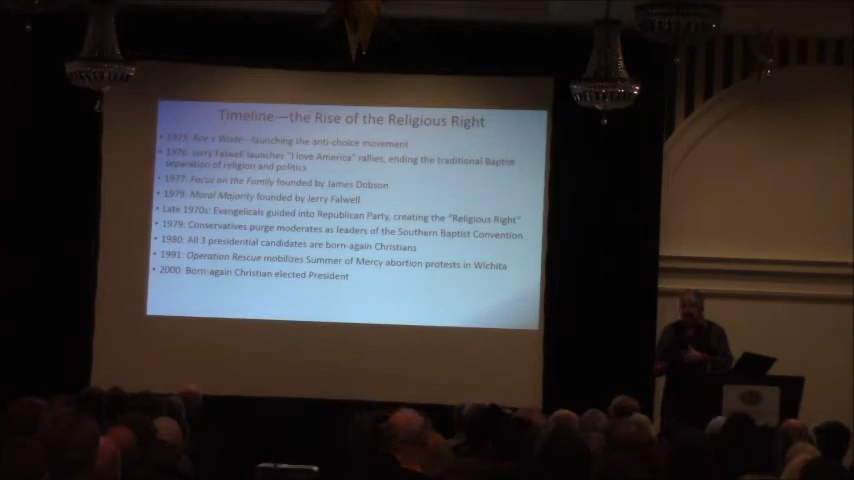 Timeline—the Rise of the Religious Right
• 1973: Roe v Wade—launching the anti-choice movement
• 1976: Jerry Falwell launches "I love America" rallies, ending the traditional Baptist
separation of religion and politics
• 1977: Focus on the Family founded by James Dobson
• 1979: Moral Majority founded by Jerry Falwell
• Late 1970s: Evangelicals guided into Republican Party, creating the "Religious Right"
• 1979: Conservatives purge moderates as leaders of the Southern Baptist Convention
• 1980: All 3 presidential candidates are born-again Christians
• 1991: Operation Rescue mobilizes Summer of Mercy abortion protests in Wichita
• 2000: Born-again Christian elected President